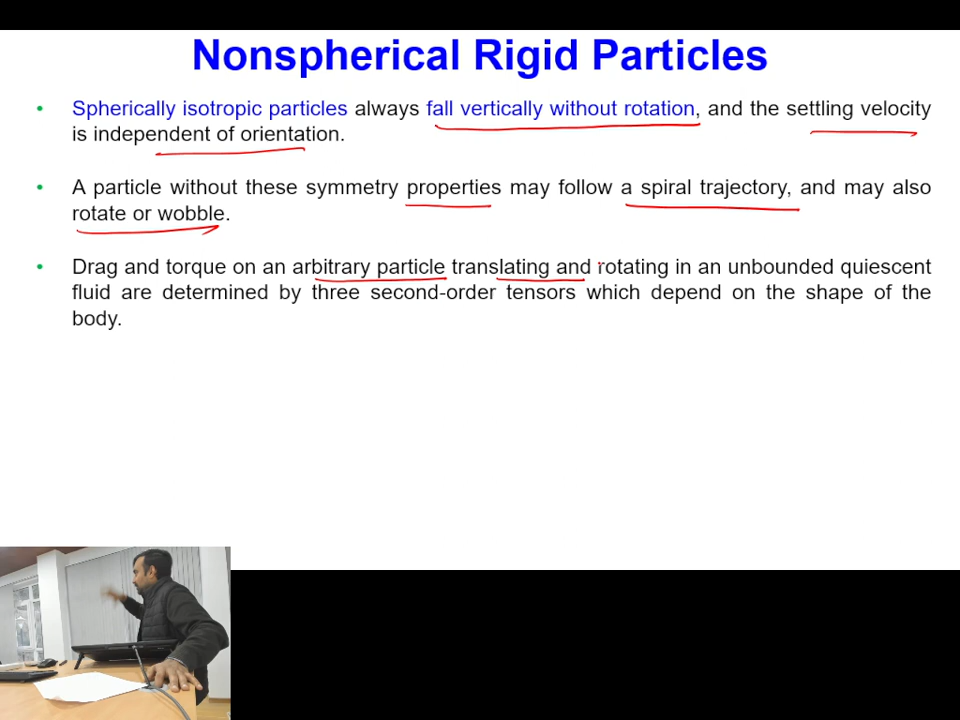 Nonspherical Rigid Particles
• Spherically isotropic particles always fall vertically without rotation, and the settling velocity
is independent of orientation.
• A particle without these symmetry properties may follow a spiral trajectory, and may also
rotate or wobble.
• Drag and torque on an arbitrary particle translating and rotating in an unbounded quiescent
fluid are determined by three second-order tensors which depend on the shape of the
body.